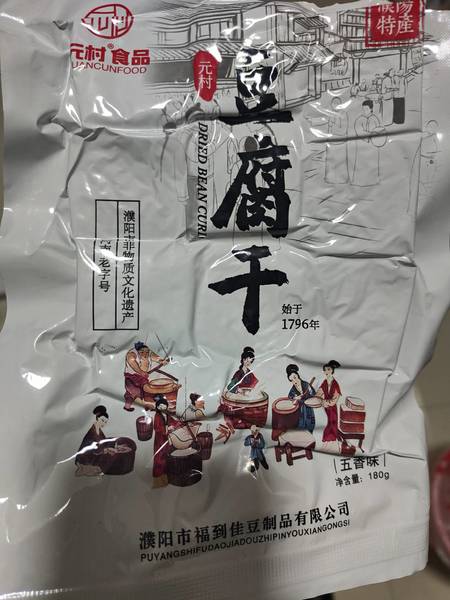 元村®食品
YUANCUNFOOD
濮陽
特產
元村
豆腐干
DRIED BEAN CURD
濮阳市非物质文化遗产
老字号
始于
1796年
五香味
净含量：180g
濮阳市福到佳豆制品有限公司
PUYANGSHIFUDAOJIADOUZHIPINYOUXIANGONGSI